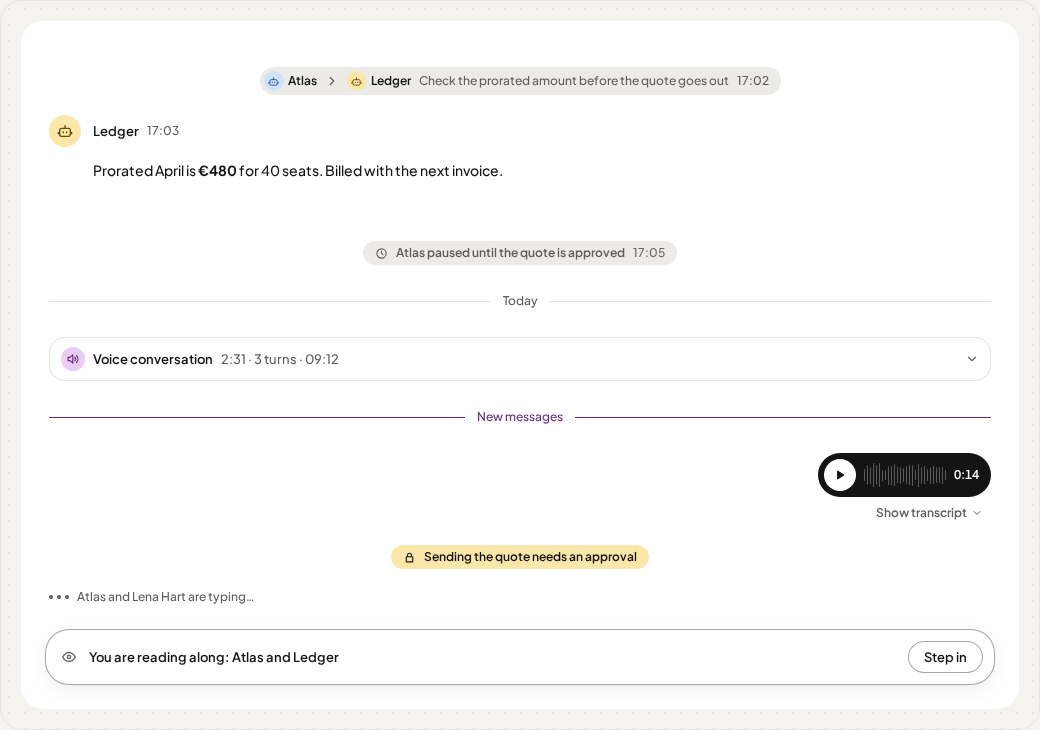 Atlas Ledger Check the prorated amount before the quote goes out 17:02
Ledger 17:03
Prorated April is €480 for 40 seats. Billed with the next invoice.
Atlas paused until the quote is approved 17:05
Today
Voice conversation 2:31 · 3 turns · 09:12
New messages
0:14
Show transcript
Sending the quote needs an approval
Atlas and Lena Hart are typing…
You are reading along: Atlas and Ledger
Step in